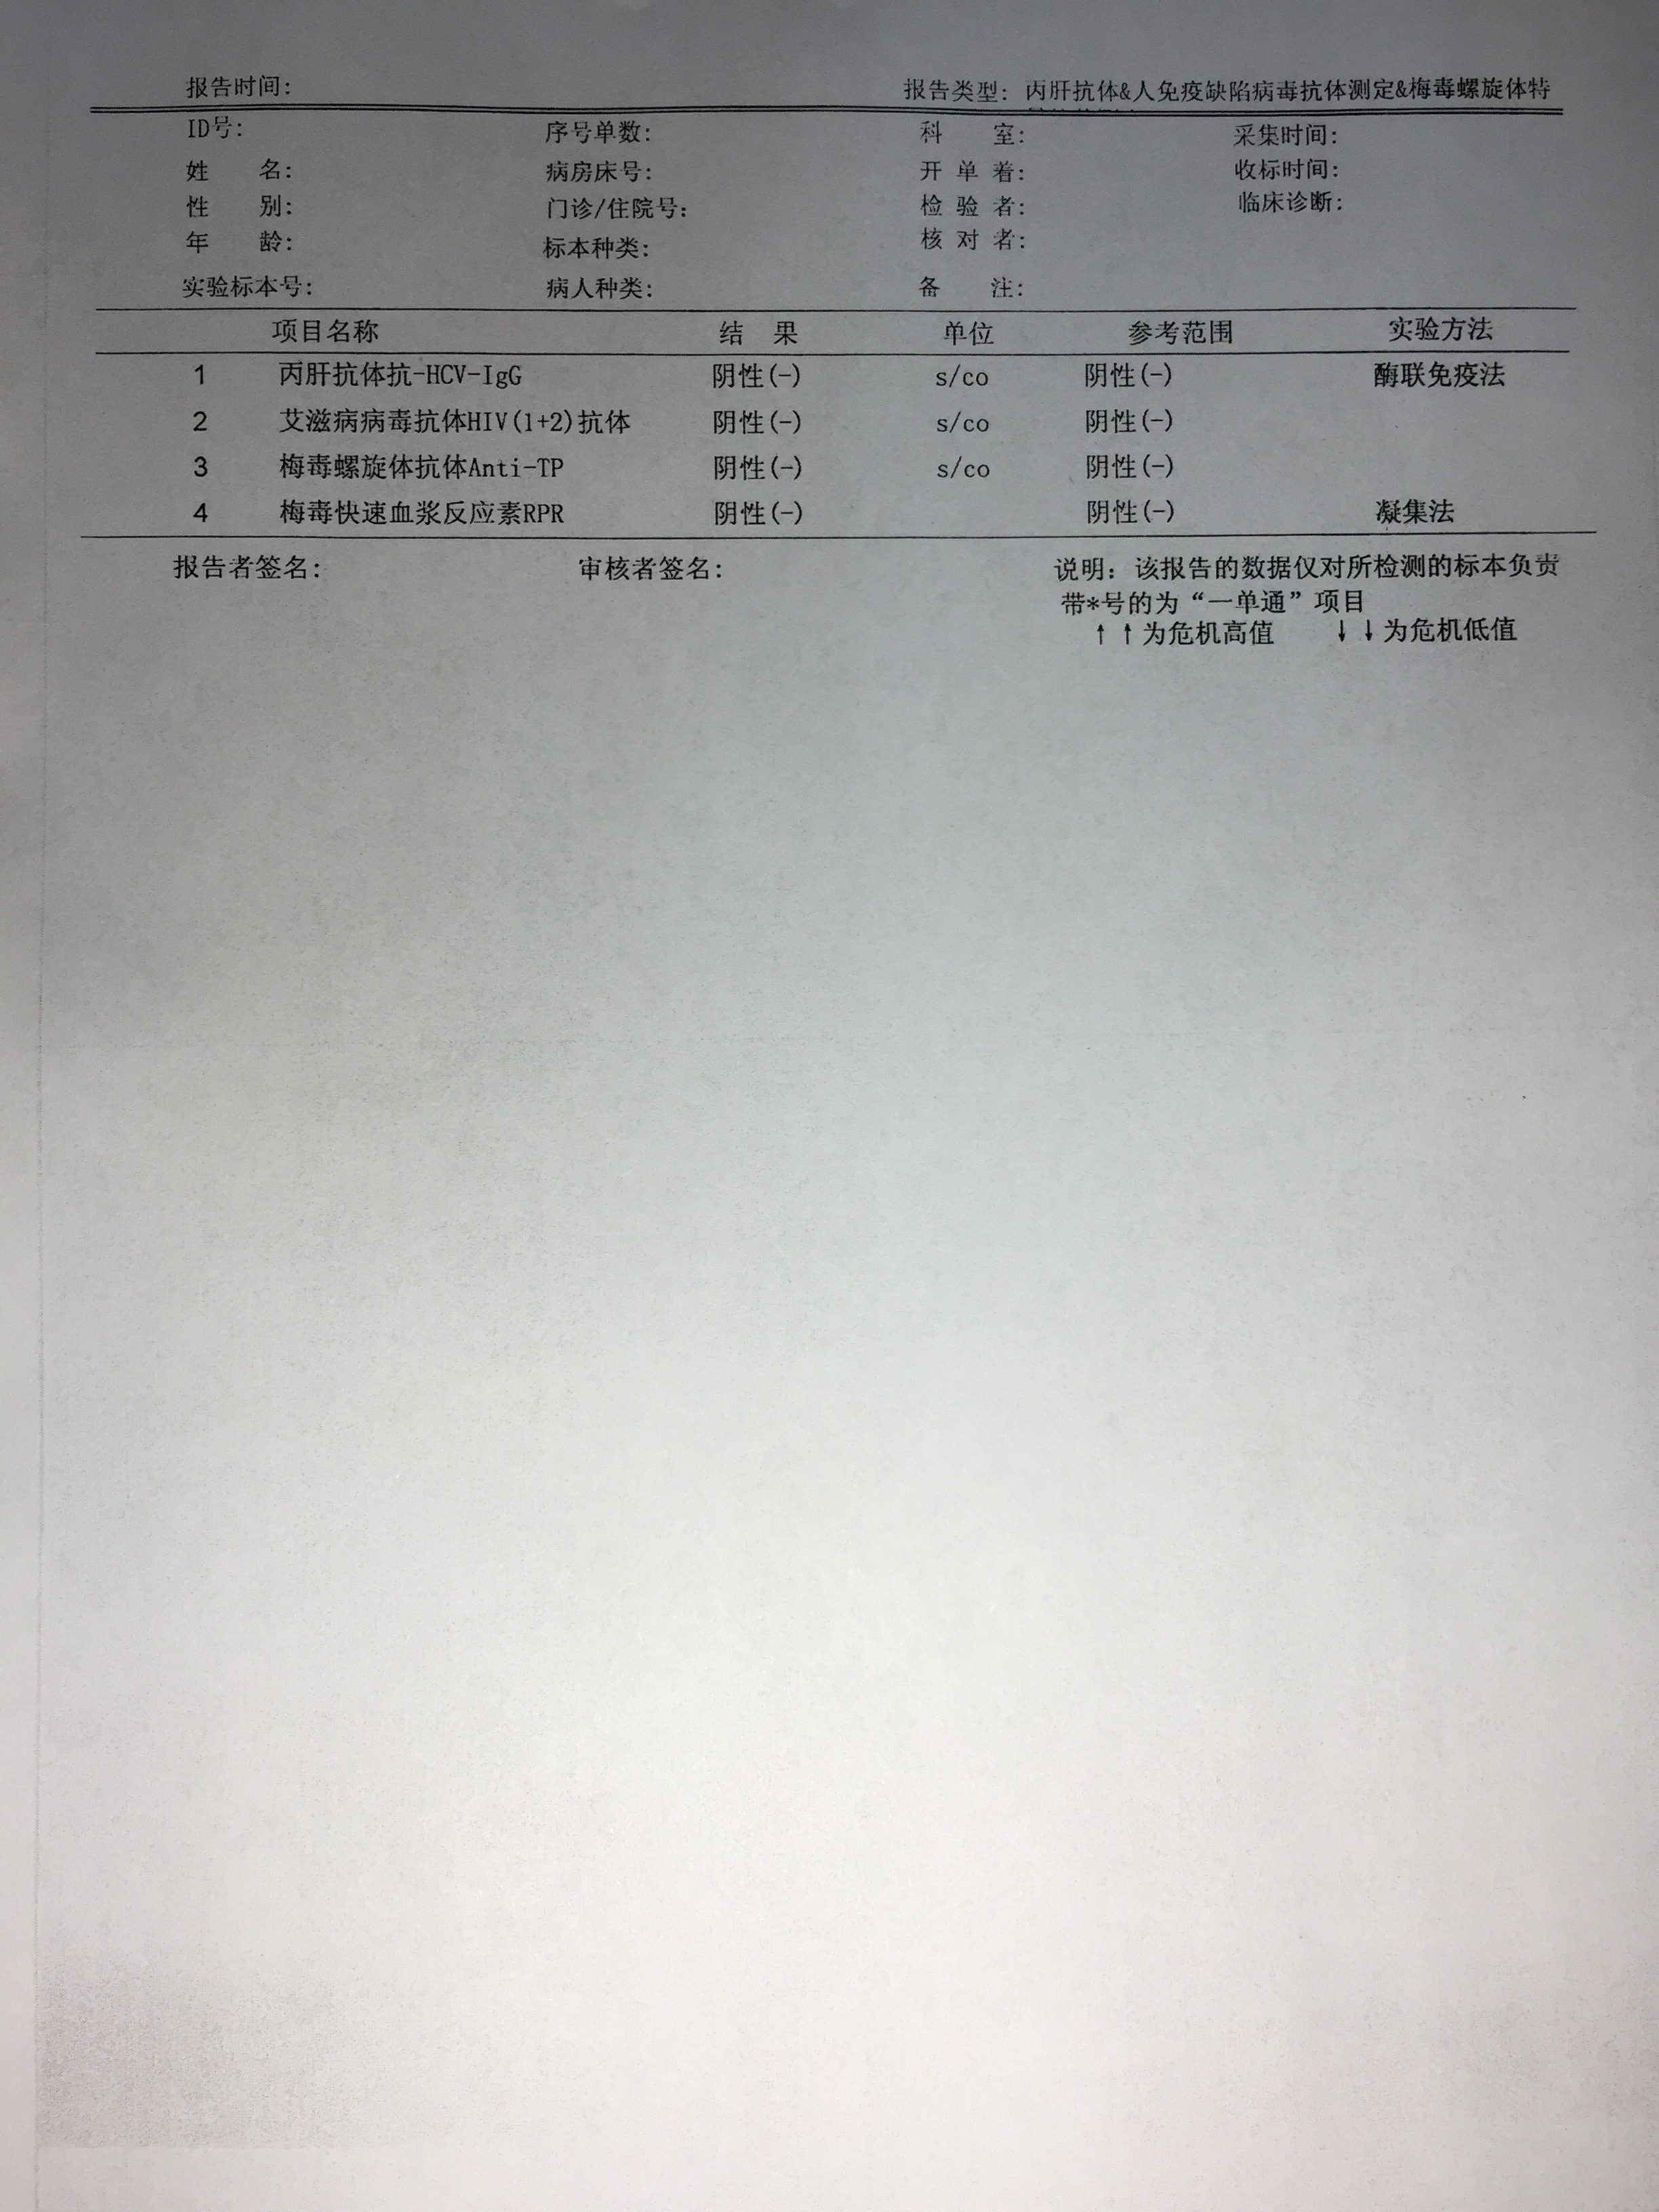 报告时间: 报告类型: 丙肝抗体&人免疫缺陷病毒抗体测定&梅毒螺旋体特
ID号: 序号单数: 科 室: 采集时间:
姓 名: 病房床号: 开 单 着: 收标时间:
性 别: 门诊/住院号: 检 验 者: 临床诊断:
年 龄: 标本种类: 核 对 者:
实验标本号: 病人种类: 备 注:
项目名称 结 果 单位 参考范围 实验方法
1 丙肝抗体抗-HCV-IgG 阴性(-) s/co 阴性(-) 酶联免疫法
2 艾滋病病毒抗体HIV(1+2)抗体 阴性(-) s/co 阴性(-)
3 梅毒螺旋体抗体Anti-TP 阴性(-) s/co 阴性(-)
4 梅毒快速血浆反应素RPR 阴性(-) 阴性(-) 凝集法
报告者签名: 审核者签名: 说明: 该报告的数据仅对所检测的标本负责
带*号的为“一单通”项目
↑↑为危机高值 ↓↓为危机低值